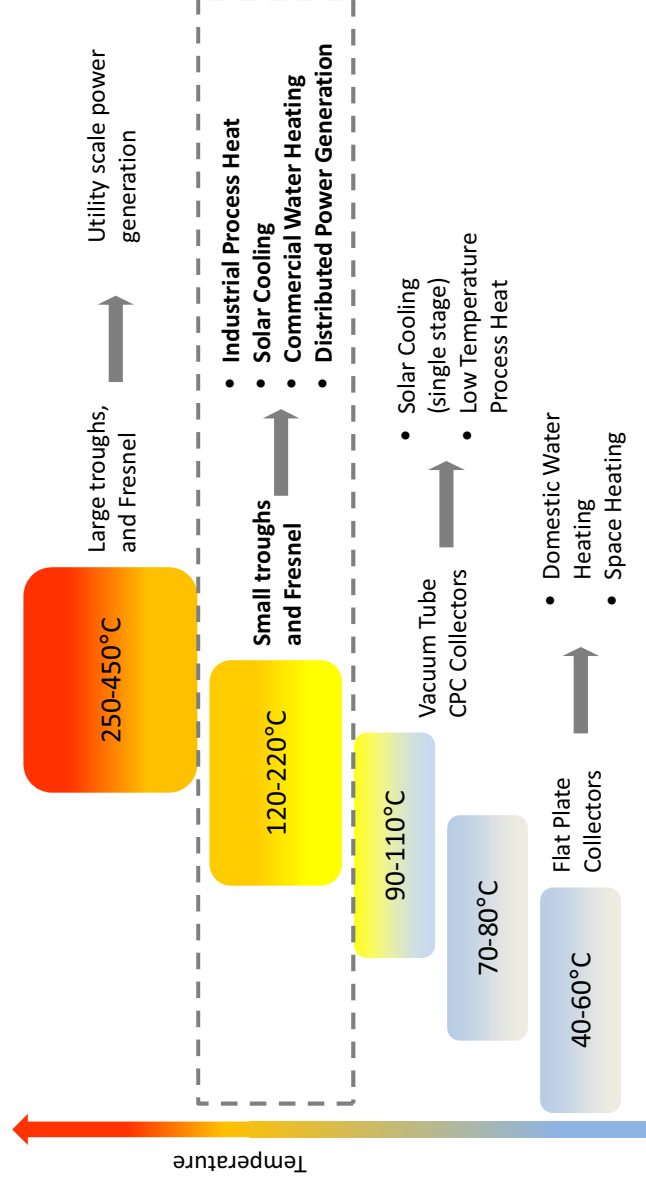 Temperature
250-450°C
Large troughs,
and Fresnel
Utility scale power
generation
120-220°C
Small troughs
and Fresnel
• Industrial Process Heat
• Solar Cooling
• Commercial Water Heating
• Distributed Power Generation
90-110°C
Vacuum Tube
CPC Collectors
• Solar Cooling
(single stage)
• Low Temperature
Process Heat
70-80°C
40-60°C
Flat Plate
Collectors
• Domestic Water
Heating
• Space Heating